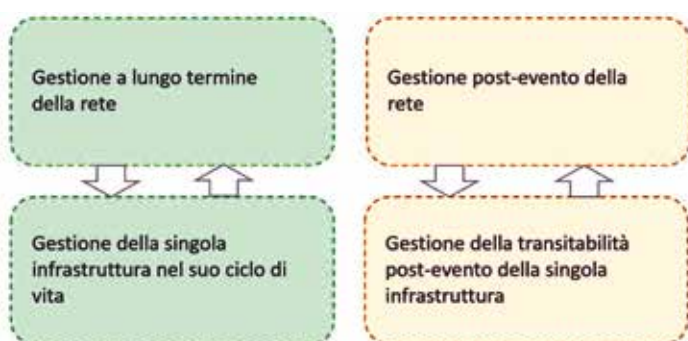 Gestione a lungo termine
della rete
Gestione post-evento della
rete
Gestione della singola
infrastruttura nel suo ciclo di
vita
Gestione della transitabilità
post-evento della singola
infrastruttura